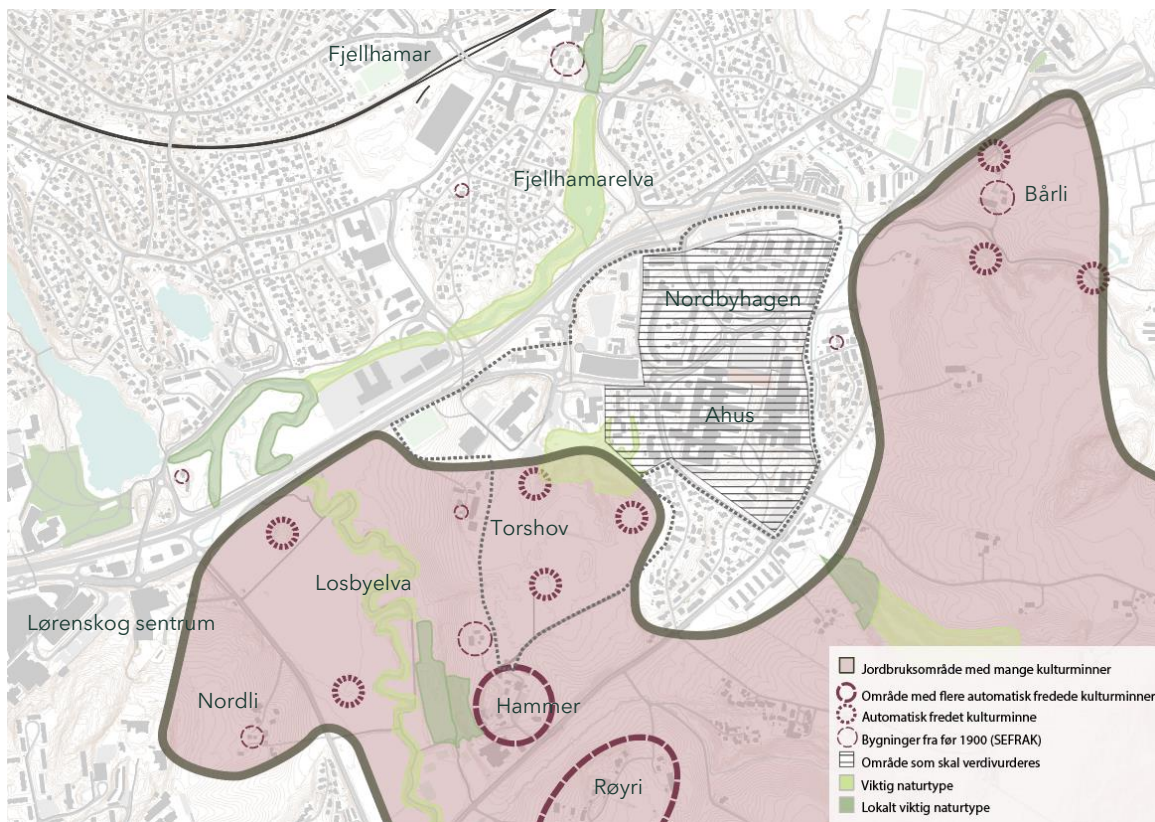 Fjellhamar
Fjellhamarelva
Bårli
Nordbyhagen
Ahus
Torshov
Losbyelva
Lørenskog sentrum
Nordli
Hammer
Røyri
Jordbruksområde med mange kulturminner
Område med flere automatisk fredede kulturminner
Automatisk fredet kulturminne
Bygninger fra før 1900 (SEFRAK)
Område som skal verdivurderes
Viktig naturtype
Lokalt viktig naturtype